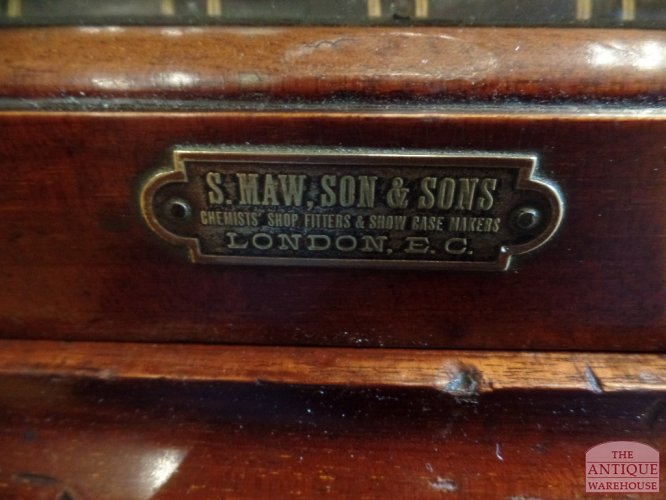 S. MAW, SON & SONS
CHEMISTS' SHOP FITTERS & SHOW CASE MAKERS
LONDON, E.C.
THE
ANTIQUE
WAREHOUSE